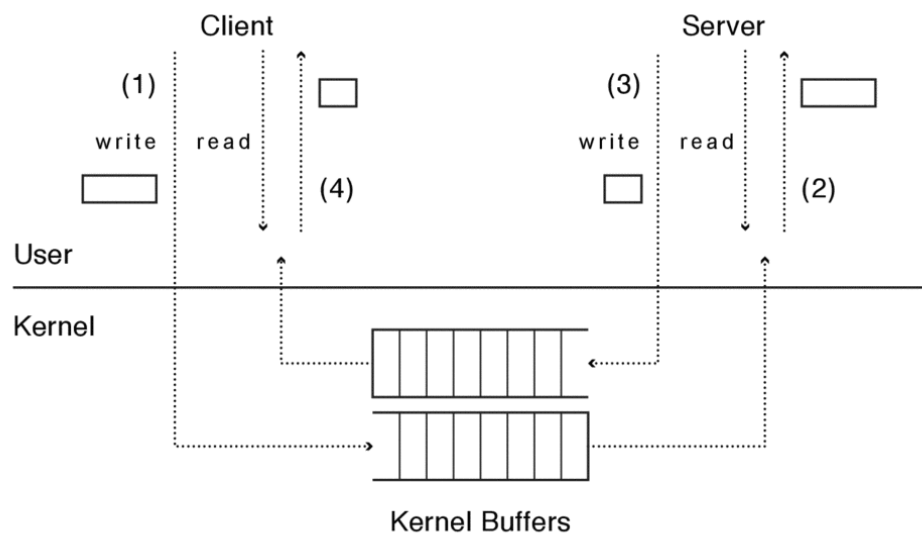 Client Server
(1) (3)
write read write read
(4) (2)
User
Kernel
Kernel Buffers